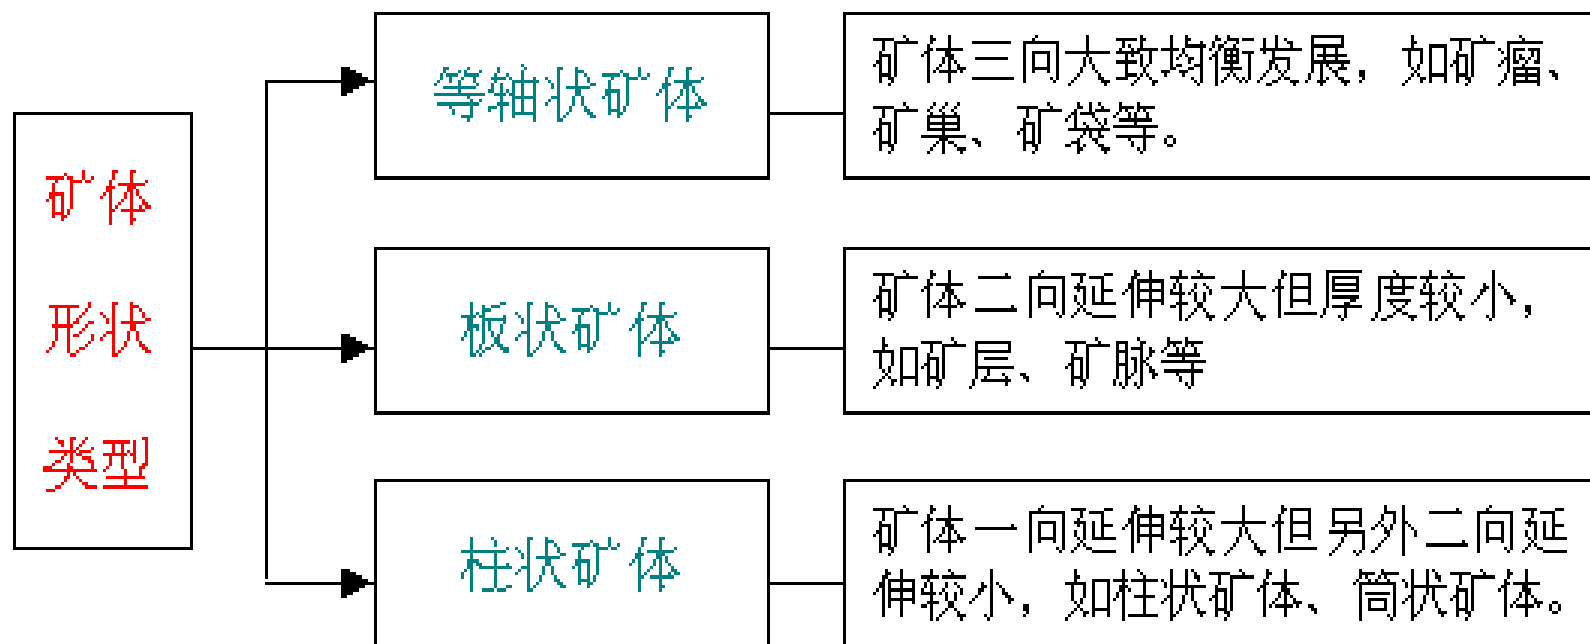 矿体
形状
类型
等轴状矿体
矿体三向大致均衡发展，如矿瘤、
矿巢、矿袋等。
板状矿体
矿体二向延伸较大但厚度较小，
如矿层、矿脉等
柱状矿体
矿体一向延伸较大但另外二向延
伸较小，如柱状矿体、筒状矿体。